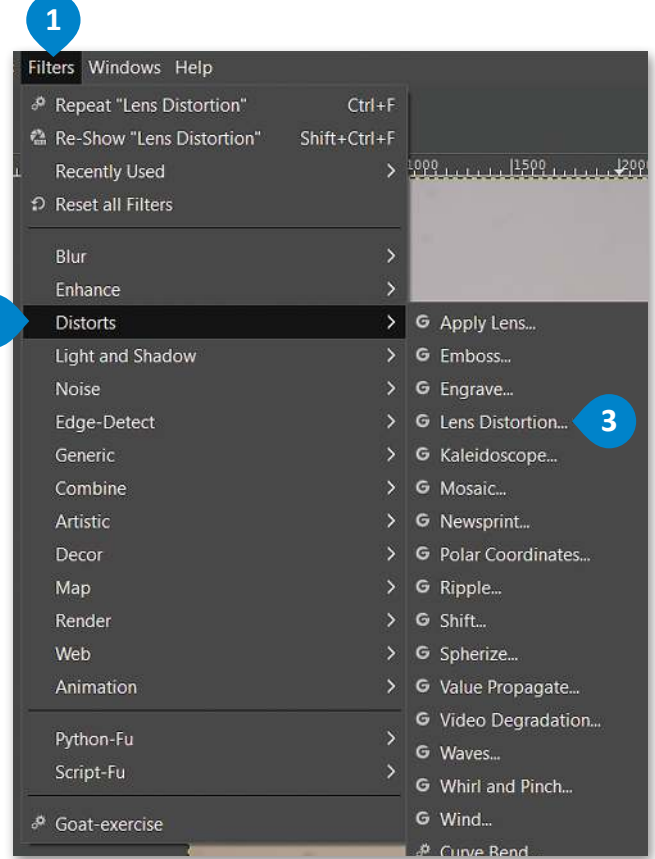 1
Filters Windows Help
Repeat "Lens Distortion" Ctrl+F
Re-Show "Lens Distortion" Shift+Ctrl+F
Recently Used >
1000 1500 2000
Reset all Filters
Blur >
Enhance >
Distorts >
Light and Shadow >
Noise >
Edge-Detect >
Generic >
Combine >
Artistic >
Decor >
Map >
Render >
Web >
Animation >
Python-Fu >
Script-Fu >
Goat-exercise
G Apply Lens...
G Emboss...
G Engrave...
G Lens Distortion... 3
G Kaleidoscope...
G Mosaic...
G Newsprint...
G Polar Coordinates...
G Ripple...
G Shift...
G Spherize...
G Value Propagate...
G Video Degradation...
G Waves...
G Whirl and Pinch...
G Wind...
Curve Bend